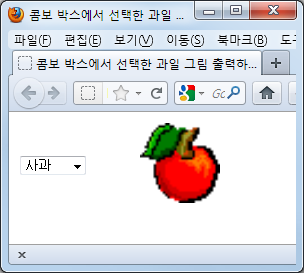 콤보 박스에서 선택한 과일 ...
파일(F) 편집(E) 보기(V) 이동(S) 북마크(B) 도
콤보 박스에서 선택한 과일 그림 출력하...
Go
사과